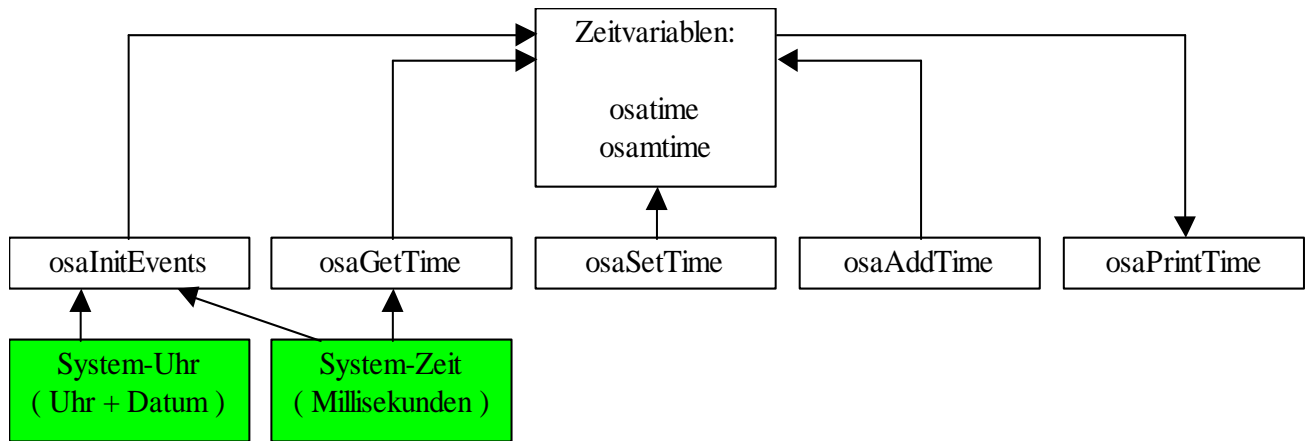 Zeitvariablen:
osatime
osamtime
osaInitEvents
osaGetTime
osaSetTime
osaAddTime
osaPrintTime
System-Uhr
( Uhr + Datum )
System-Zeit
( Millisekunden )